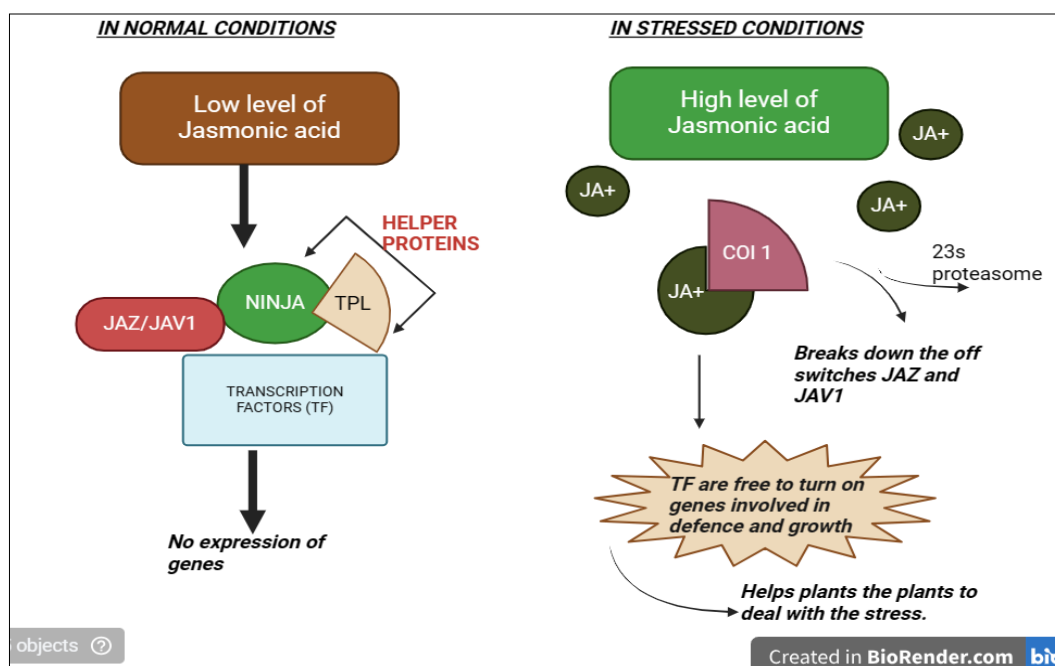 IN NORMAL CONDITIONS
Low level of
Jasmonic acid
HELPER
PROTEINS
NINJA
TPL
JAZ/JAV1
TRANSCRIPTION
FACTORS (TF)
No expression of
genes
IN STRESSED CONDITIONS
High level of
Jasmonic acid
JA+
JA+
JA+
COI 1
JA+
23s
proteasome
Breaks down the off
switches JAZ and
JAV1
TF are free to turn on
genes involved in
defence and growth
Helps plants the plants to
deal with the stress.
objects ?
Created in BioRender.com